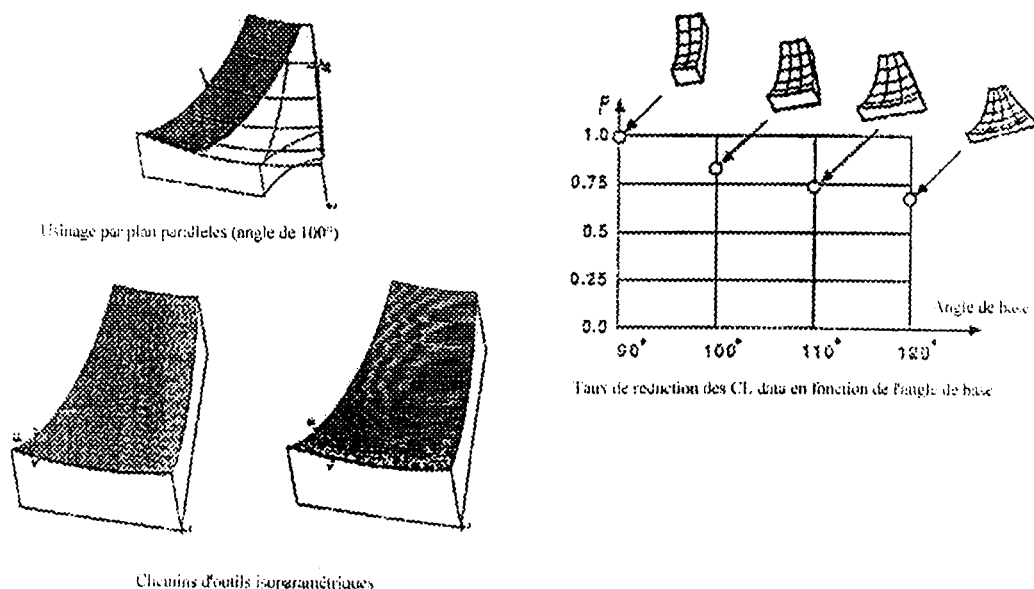 Usinage par plan paralleles (angle de 100°)
Chemins d'outils isoparamétriques
1.0
0.75
0.5
0.25
0.0
90°
100°
110°
120°
Angle de base
Taux de reduction des CL data en fonction de l'angle de base